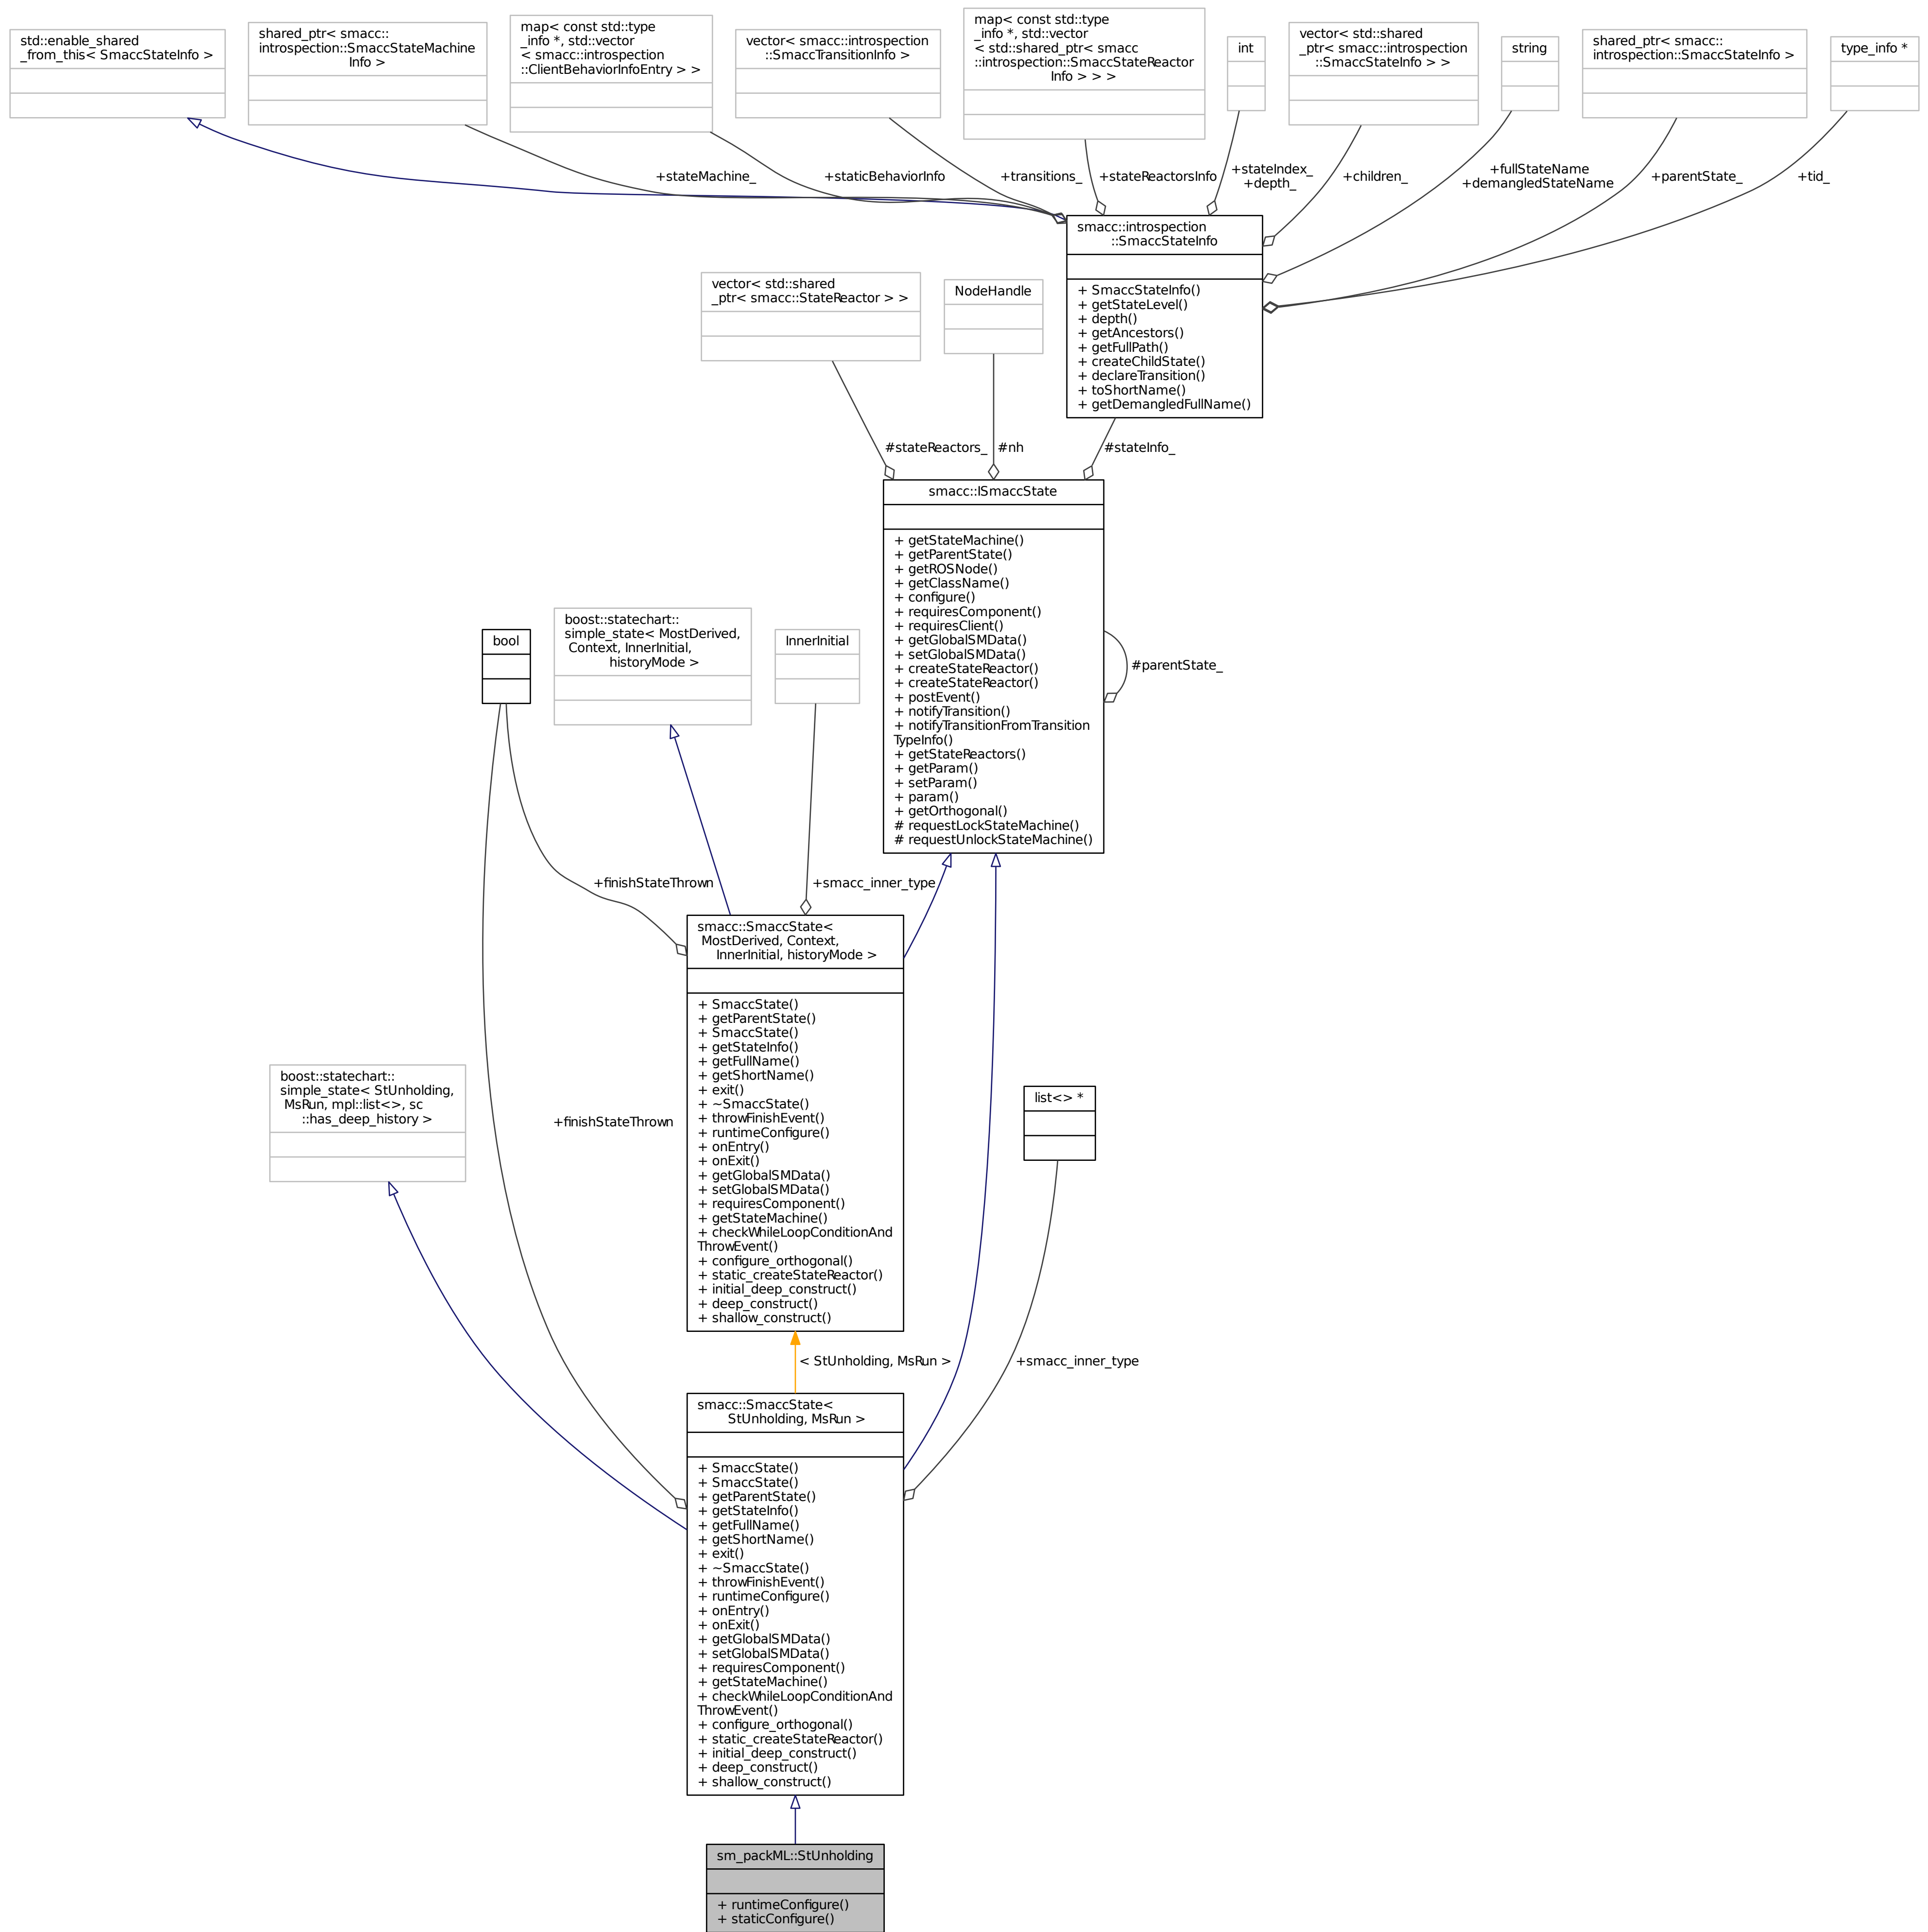 std::enable_shared
_from_this< SmaccStateInfo >
shared_ptr< smacc::
introspection::SmaccStateMachine
Info >
map< const std::type
_info *, std::vector
< smacc::introspection
::ClientBehaviorInfoEntry > >
vector< smacc::introspection
::SmaccTransitionInfo >
map< const std::type
_info *, std::vector
< std::shared_ptr< smacc
::introspection::SmaccStateReactor
Info > > >
int
vector< std::shared
_ptr< smacc::introspection
::SmaccStateInfo > >
string
shared_ptr< smacc::
introspection::SmaccStateInfo >
type_info *
+stateMachine_
+staticBehaviorInfo
+transitions_
+stateReactorsInfo
+stateIndex_
+depth_
+children_
+fullStateName
+demangledStateName
+parentState_
+tid_
smacc::introspection
::SmaccStateInfo
+ SmaccStateInfo()
+ getStateLevel()
+ depth()
+ getAncestors()
+ getFullPath()
+ createChildState()
+ declareTransition()
+ toShortName()
+ getDemangledFullName()
vector< std::shared
_ptr< smacc::StateReactor > >
NodeHandle
#stateReactors_
#nh
#stateInfo_
smacc::ISmaccState
+ getStateMachine()
+ getParentState()
+ getROSNode()
+ getClassName()
+ configure()
+ requiresComponent()
+ requiresClient()
+ getGlobalSMData()
+ setGlobalSMData()
+ createStateReactor()
+ createStateReactor()
+ postEvent()
+ notifyTransition()
+ notifyTransitionFromTransition
TypeInfo()
+ getStateReactors()
+ getParam()
+ setParam()
+ param()
+ getOrthogonal()
# requestLockStateMachine()
# requestUnlockStateMachine()
#parentState_
bool
boost::statechart::
simple_state< MostDerived,
Context, InnerInitial,
historyMode >
InnerInitial
+finishStateThrown
+smacc_inner_type
smacc::SmaccState<
MostDerived, Context,
InnerInitial, historyMode >
+ SmaccState()
+ getParentState()
+ SmaccState()
+ getStateInfo()
+ getFullName()
+ getShortName()
+ exit()
+ ~SmaccState()
+ throwFinishEvent()
+ runtimeConfigure()
+ onEntry()
+ onExit()
+ getGlobalSMData()
+ setGlobalSMData()
+ requiresComponent()
+ getStateMachine()
+ checkWhileLoopConditionAnd
ThrowEvent()
+ configure_orthogonal()
+ static_createStateReactor()
+ initial_deep_construct()
+ deep_construct()
+ shallow_construct()
boost::statechart::
simple_state< StUnholding,
MsRun, mpl::list<>, sc
::has_deep_history >
+finishStateThrown
list<> *
< StUnholding, MsRun >
+smacc_inner_type
smacc::SmaccState<
StUnholding, MsRun >
+ SmaccState()
+ SmaccState()
+ getParentState()
+ getStateInfo()
+ getFullName()
+ getShortName()
+ exit()
+ ~SmaccState()
+ throwFinishEvent()
+ runtimeConfigure()
+ onEntry()
+ onExit()
+ getGlobalSMData()
+ setGlobalSMData()
+ requiresComponent()
+ getStateMachine()
+ checkWhileLoopConditionAnd
ThrowEvent()
+ configure_orthogonal()
+ static_createStateReactor()
+ initial_deep_construct()
+ deep_construct()
+ shallow_construct()
sm_packML::StUnholding
+ runtimeConfigure()
+ staticConfigure()